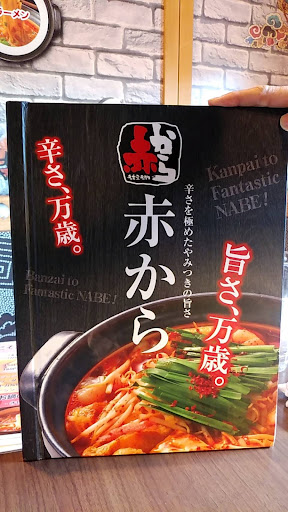 ラーメン
赤から
辛さ、万歳。
Kanpai to
Fantastic
NABE!
辛さを極めたやみつきの旨さ
赤から
Banzai to
Fantastic NABE!
旨さ、万歳。